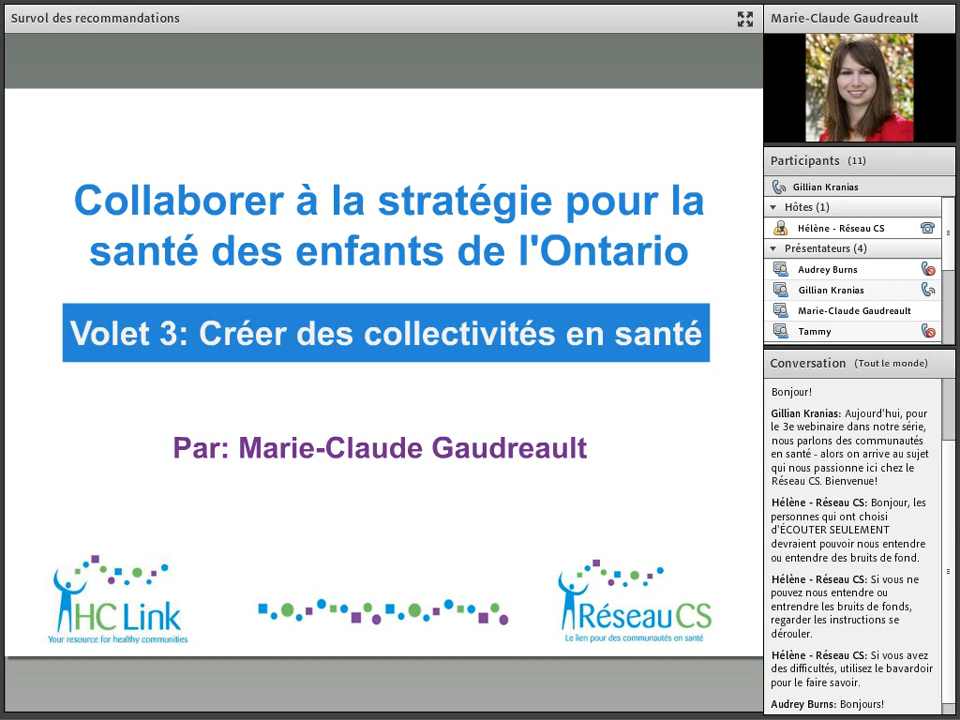 Survol des recommandations
Collaborer à la stratégie pour la
santé des enfants de l'Ontario
Volet 3: Créer des collectivités en santé
Par: Marie-Claude Gaudreault
HC Link
Your resource for healthy communities
Réseau CS
Le lien pour des communautés en santé
Marie-Claude Gaudreault
Participants (11)
Gillian Kranias
Hôtes (1)
Hélène - Réseau CS
Présentateurs (4)
Audrey Burns
Gillian Kranias
Marie-Claude Gaudreault
Tammy
Conversation (Tout le monde)
Bonjour!
Gillian Kranias: Aujourd'hui, pour
le 3e webinaire dans notre série,
nous parlons des communautés
en santé - alors on arrive au sujet
qui nous passionne ici chez le
Réseau CS. Bienvenue!
Hélène - Réseau CS: Bonjour, les
personnes qui ont choisi
d'ÉCOUTER SEULEMENT
devraient pouvoir nous entendre
ou entendre des bruits de fond.
Hélène - Réseau CS: Si vous ne
pouvez nous entendre ou
entrendre les bruits de fonds,
regarder les instructions se
dérouler.
Hélène - Réseau CS: Si vous avez
des difficultés, utilisez le bavardoir
pour le faire savoir.
Audrey Burns: Bonjours!